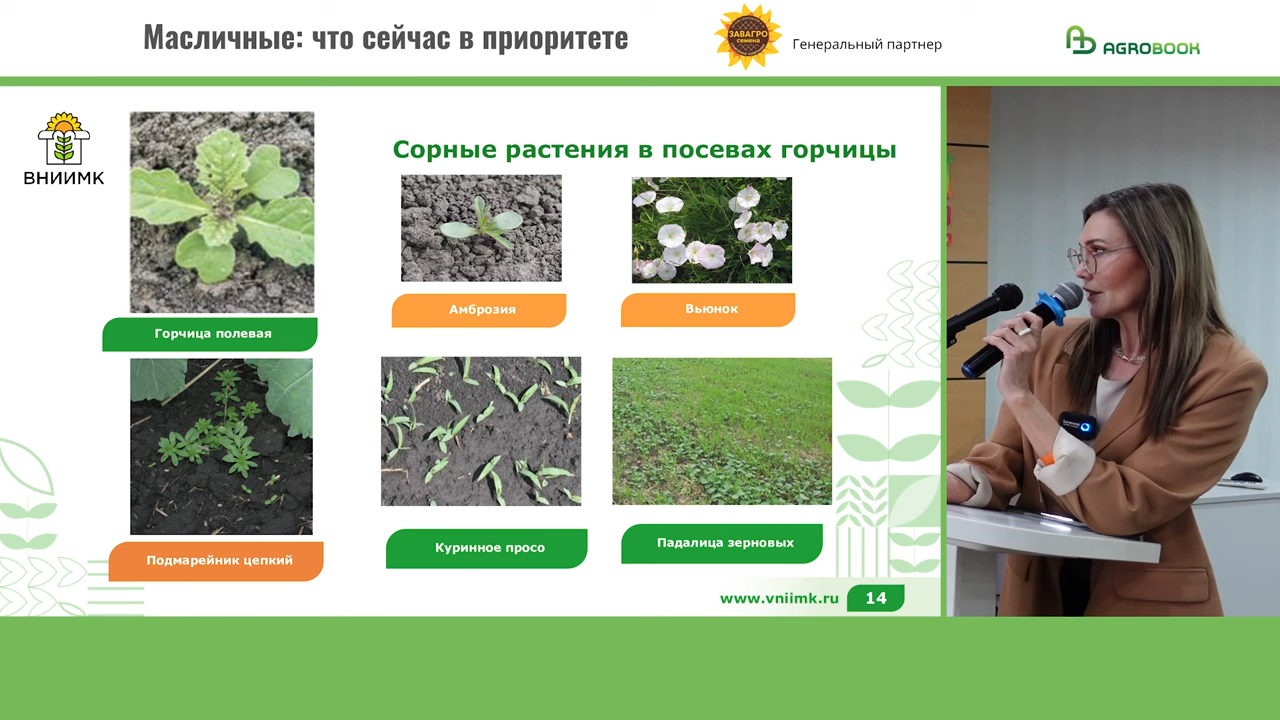 Масличные: что сейчас в приоритете
ЗАВАГРО
семена
Генеральный партнер
AGROBOOK
ВНИИМК
Сорные растения в посевах горчицы
Горчица полевая
Амброзия
Вьюнок
Подмарейник цепкий
Куриное просо
Падалица зерновых
www.vniimk.ru
14